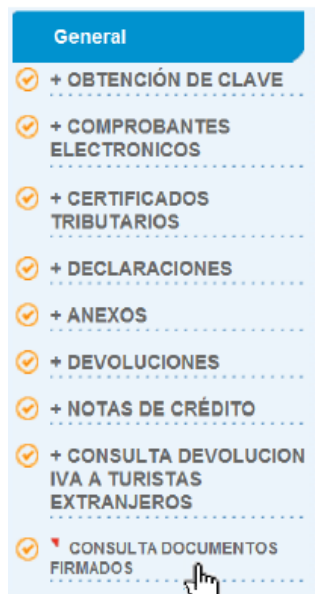 General
+ OBTENCIÓN DE CLAVE
+ COMPROBANTES
ELECTRONICOS
+ CERTIFICADOS
TRIBUTARIOS
+ DECLARACIONES
+ ANEXOS
+ DEVOLUCIONES
+ NOTAS DE CRÉDITO
+ CONSULTA DEVOLUCION
IVA A TURISTAS
EXTRANJEROS
CONSULTA DOCUMENTOS
FIRMADOS